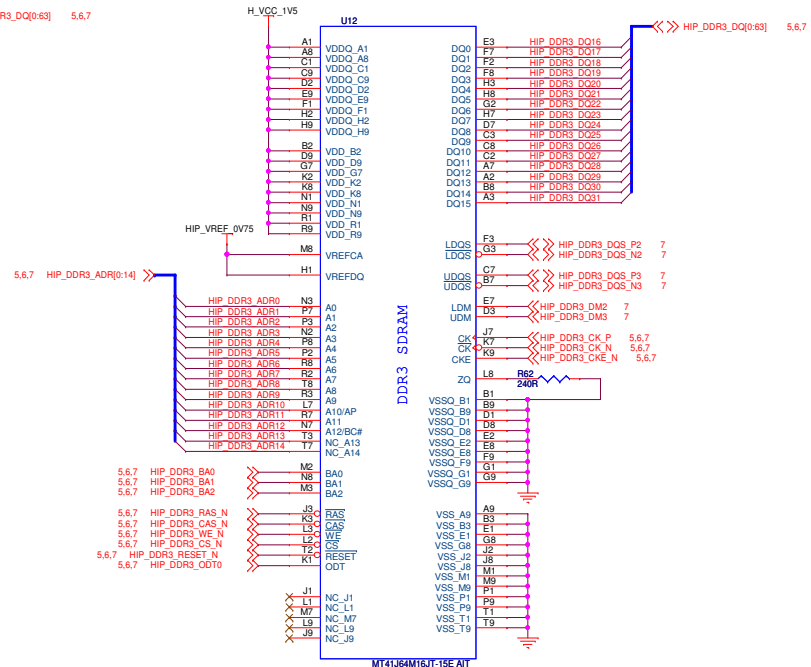 R3_DQ[0:63] 5,6,7
H_VCC_1V5
U12
HIP_DDR3_DQ[0:63] 5,6,7
A1 VDDQ_A1
A8 VDDQ_A8
C1 VDDQ_C1
C9 VDDQ_C9
D2 VDDQ_D2
E9 VDDQ_E9
F1 VDDQ_F1
H2 VDDQ_H2
H9 VDDQ_H9
B2 VDD_B2
D9 VDD_D9
G7 VDD_G7
K2 VDD_K2
K8 VDD_K8
N1 VDD_N1
N9 VDD_N9
R1 VDD_R1
R9 VDD_R9
HIP_VREF_0V75
M8 VREFCA
H1 VREFDQ
5,6,7 HIP_DDR3_ADR[0:14]
HIP_DDR3_ADR0 N3 A0
HIP_DDR3_ADR1 P7 A1
HIP_DDR3_ADR2 P3 A2
HIP_DDR3_ADR3 N2 A3
HIP_DDR3_ADR4 P8 A4
HIP_DDR3_ADR5 P2 A5
HIP_DDR3_ADR6 R8 A6
HIP_DDR3_ADR7 R2 A7
HIP_DDR3_ADR8 T8 A8
HIP_DDR3_ADR9 R3 A9
HIP_DDR3_ADR10 L7 A10/AP
HIP_DDR3_ADR11 R7 A11
HIP_DDR3_ADR12 N7 A12/BC#
HIP_DDR3_ADR13 T3 NC_A13
HIP_DDR3_ADR14 T7 NC_A14
5,6,7 HIP_DDR3_BA0 M2 BA0
5,6,7 HIP_DDR3_BA1 N8 BA1
5,6,7 HIP_DDR3_BA2 M3 BA2
5,6,7 HIP_DDR3_RAS_N J3 RAS
5,6,7 HIP_DDR3_CAS_N K3 CAS
5,6,7 HIP_DDR3_WE_N L3 WE
5,6,7 HIP_DDR3_CS_N L2 CS
5,6,7 HIP_DDR3_RESET_N T2 RESET
5,6,7 HIP_DDR3_ODT0 K1 ODT
J1 NC_J1
L1 NC_L1
M7 NC_M7
L9 NC_L9
J9 NC_J9
DDR3 SDRAM
DQ0 E3 HIP_DDR3_DQ16
DQ1 F7 HIP_DDR3_DQ17
DQ2 F2 HIP_DDR3_DQ18
DQ3 F8 HIP_DDR3_DQ19
DQ4 H3 HIP_DDR3_DQ20
DQ5 H8 HIP_DDR3_DQ21
DQ6 G2 HIP_DDR3_DQ22
DQ7 H7 HIP_DDR3_DQ23
DQ8 D7 HIP_DDR3_DQ24
DQ9 C3 HIP_DDR3_DQ25
DQ10 C8 HIP_DDR3_DQ26
DQ11 C2 HIP_DDR3_DQ27
DQ12 A7 HIP_DDR3_DQ28
DQ13 A2 HIP_DDR3_DQ29
DQ14 B8 HIP_DDR3_DQ30
DQ15 A3 HIP_DDR3_DQ31
LDQS F3 HIP_DDR3_DQS_P2 7
LDQS G3 HIP_DDR3_DQS_N2 7
UDQS C7 HIP_DDR3_DQS_P3 7
UDQS B7 HIP_DDR3_DQS_N3 7
LDM E7 HIP_DDR3_DM2 7
UDM D3 HIP_DDR3_DM3 7
CK J7 HIP_DDR3_CK_P 5,6,7
CK K7 HIP_DDR3_CK_N 5,6,7
CKE K9 HIP_DDR3_CKE_N 5,6,7
ZQ L8 R62
240R
VSSQ_B1 B1
VSSQ_B9 B9
VSSQ_D1 D1
VSSQ_D8 D8
VSSQ_E2 E2
VSSQ_E8 E8
VSSQ_F9 F9
VSSQ_G1 G1
VSSQ_G9 G9
VSS_A9 A9
VSS_B3 B3
VSS_E1 E1
VSS_G8 G8
VSS_J2 J2
VSS_J8 J8
VSS_M1 M1
VSS_M9 M9
VSS_P1 P1
VSS_P9 P9
VSS_T1 T1
VSS_T9 T9
MT41J64M16JT-15E AIT